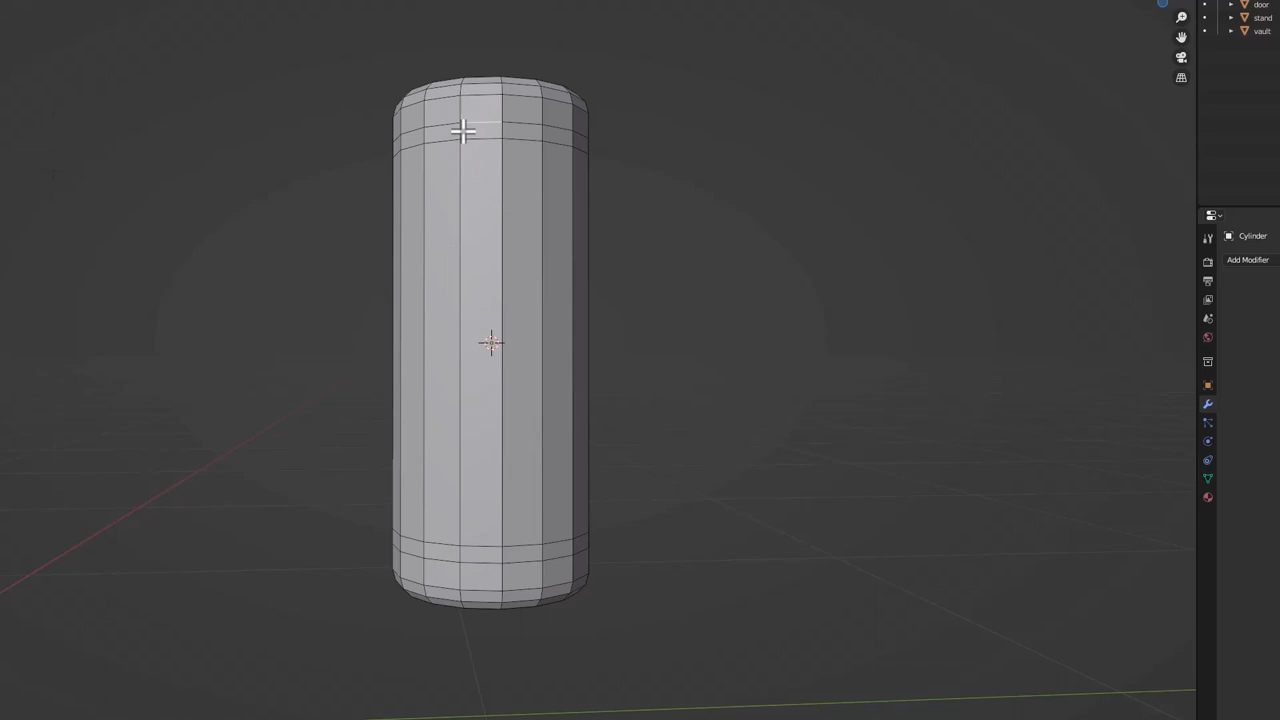 door
stand
vault
Cylinder
Add Modifier